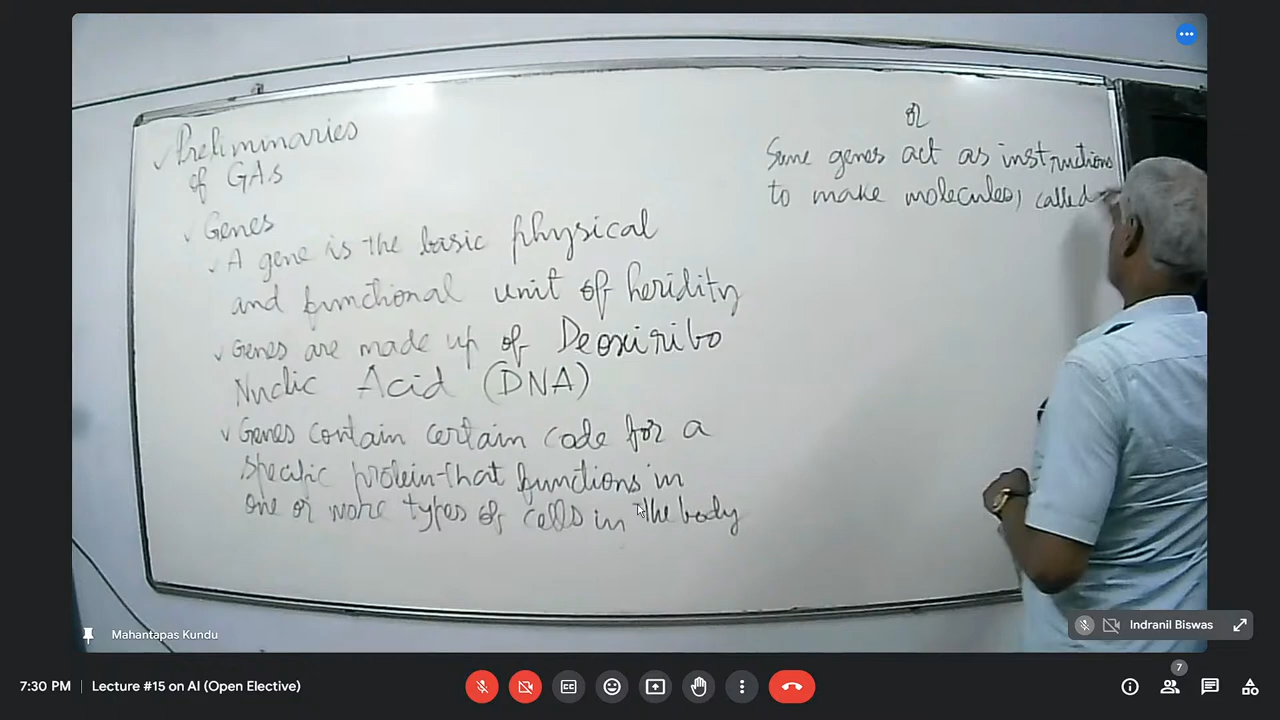 Preliminaries
of GAs
Genes
A gene is the basic physical
and functional unit of heridity
Genes are made up of Deoxiribo
Nuclic Acid (DNA)
Genes contain certain code for a
specific protein that functions in
one or more types of cells in the body
or
Some genes act as instructions
to make molecules, called
Mahantapas Kundu
Indranil Biswas
7:30 PM | Lecture #15 on AI (Open Elective)
7